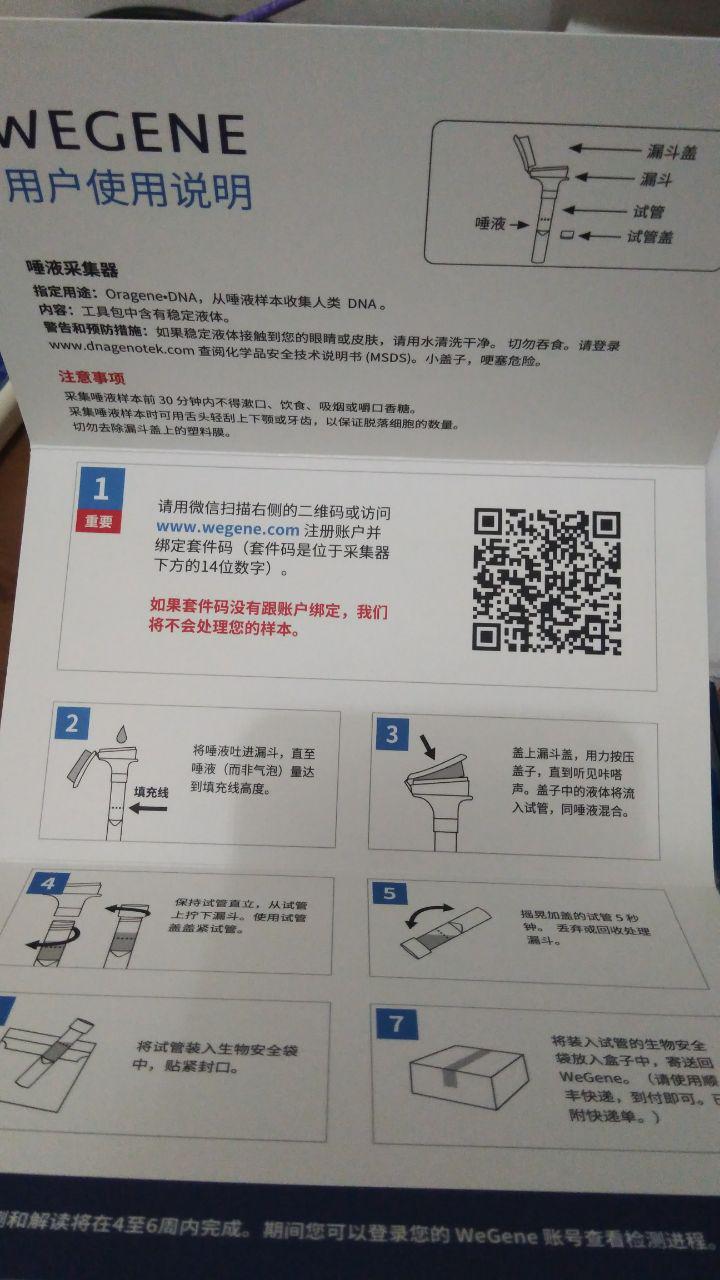 WEGENE
用户使用说明
漏斗盖
漏斗
试管
唾液
试管盖
唾液采集器
指定用途：Oragene•DNA，从唾液样本收集人类 DNA。
内容：工具包中含有稳定液体。
警告和预防措施：如果稳定液体接触到您的眼睛或皮肤，请用水清洗干净。 切勿吞食。请登录
www.dnagenotek.com 查阅化学品安全技术说明书 (MSDS)。小盖子，哽塞危险。
注意事项
采集唾液样本前 30 分钟内不得漱口、饮食、吸烟或嚼口香糖。
采集唾液样本时可用舌头轻刮上下颚或牙齿，以保证脱落细胞的数量。
切勿去除漏斗盖上的塑料膜。
1
重要
请用微信扫描右侧的二维码或访问
www.wegene.com 注册账户并
绑定套件码（套件码是位于采集器
下方的14位数字）。
如果套件码没有跟账户绑定，我们
将不会处理您的样本。
2
将唾液吐进漏斗，直至
唾液（而非气泡）量达
到填充线高度。
填充线
3
盖上漏斗盖，用力按压
盖子，直到听见咔嗒
声。盖子中的液体将流
入试管，同唾液混合。
4
保持试管直立，从试管
上拧下漏斗。使用试管
盖盖紧试管。
5
摇晃加盖的试管 5 秒
钟。 丢弃或回收处理
漏斗。
将试管装入生物安全袋
中，贴紧封口。
7
将装入试管的生物安全
袋放入盒子中，寄送回
WeGene。（请使用顺
丰快递，到付即可。已
附快递单。）
和解读将在4至6周内完成。期间您可以登录您的 WeGene 账号查看检测进程。